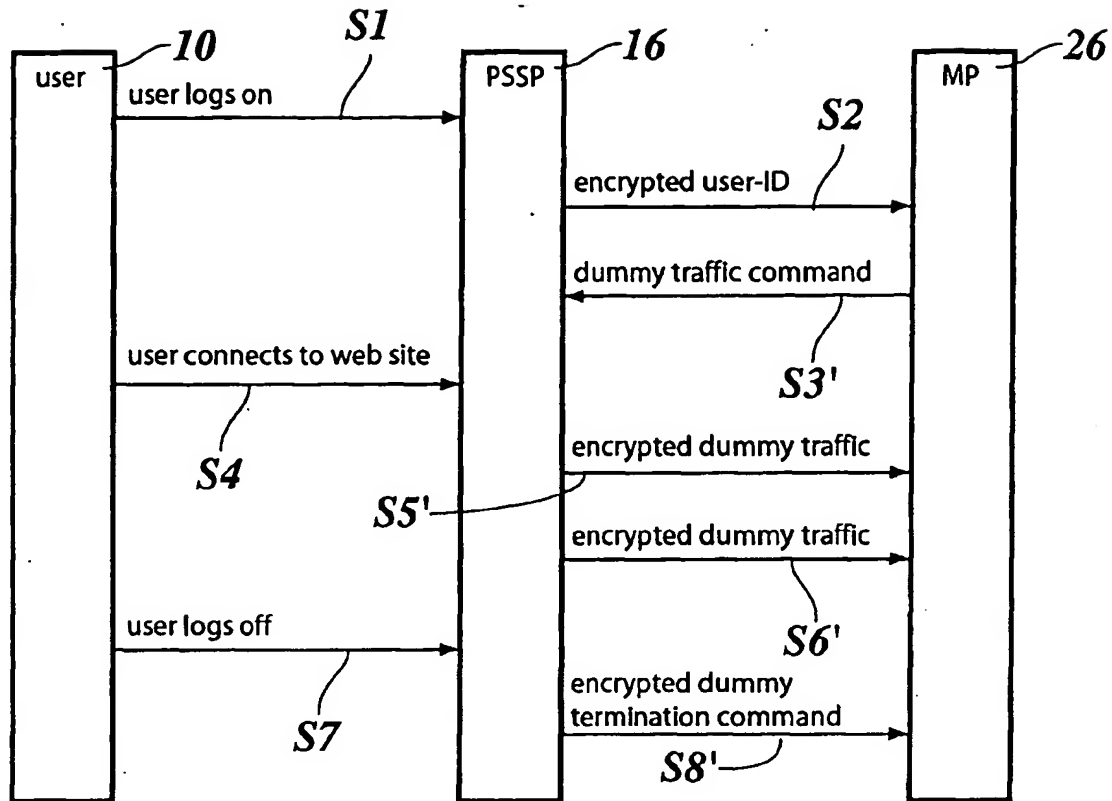 S1
10
16
26
user
PSSP
MP
user logs on
S2
encrypted user-ID
dummy traffic command
S3'
user connects to web site
S4
encrypted dummy traffic
S5'
encrypted dummy traffic
S6'
user logs off
S7
encrypted dummy
termination command
S8'